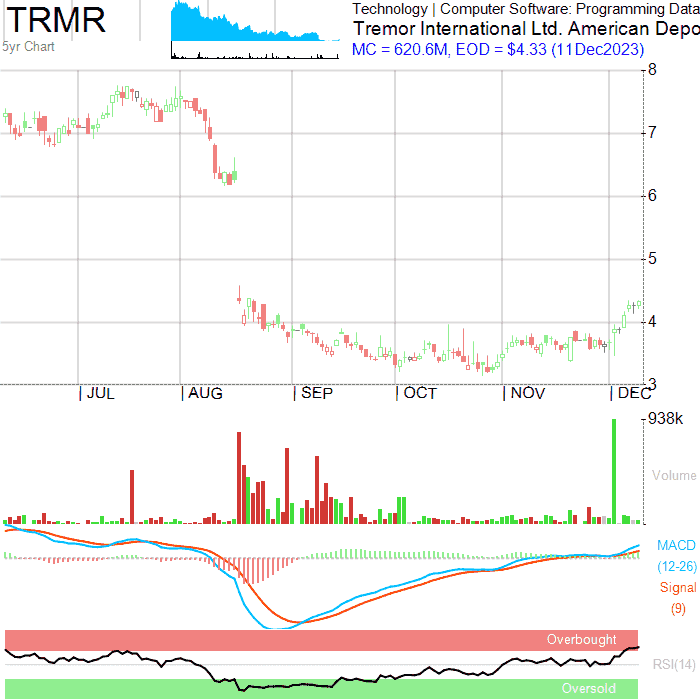 TRMR
5yr Chart
Technology | Computer Software: Programming Data
Tremor International Ltd. American Depo
MC = 620.6M, EOD = $4.33 (11Dec2023)
8
7
6
5
4
3
JUL
AUG
SEP
OCT
NOV
DEC
938k
Volume
MACD
(12-26)
Signal
(9)
Overbought
RSI(14)
Oversold